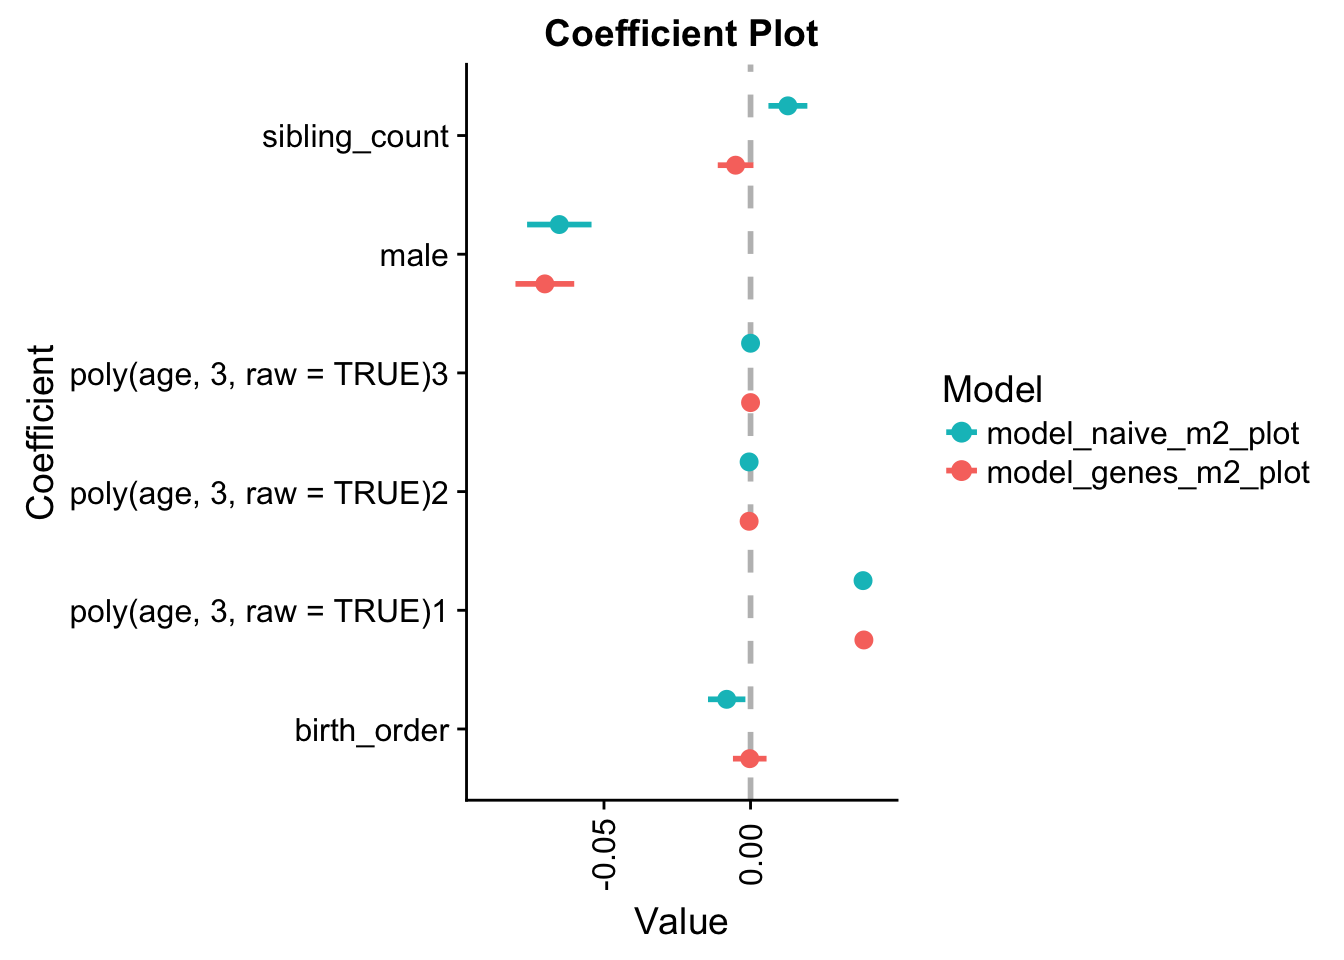 Coefficient Plot
Coefficient
sibling_count
male
poly(age, 3, raw = TRUE)3
poly(age, 3, raw = TRUE)2
poly(age, 3, raw = TRUE)1
birth_order
-0.05
0.00
Value
Model
model_naive_m2_plot
model_genes_m2_plot